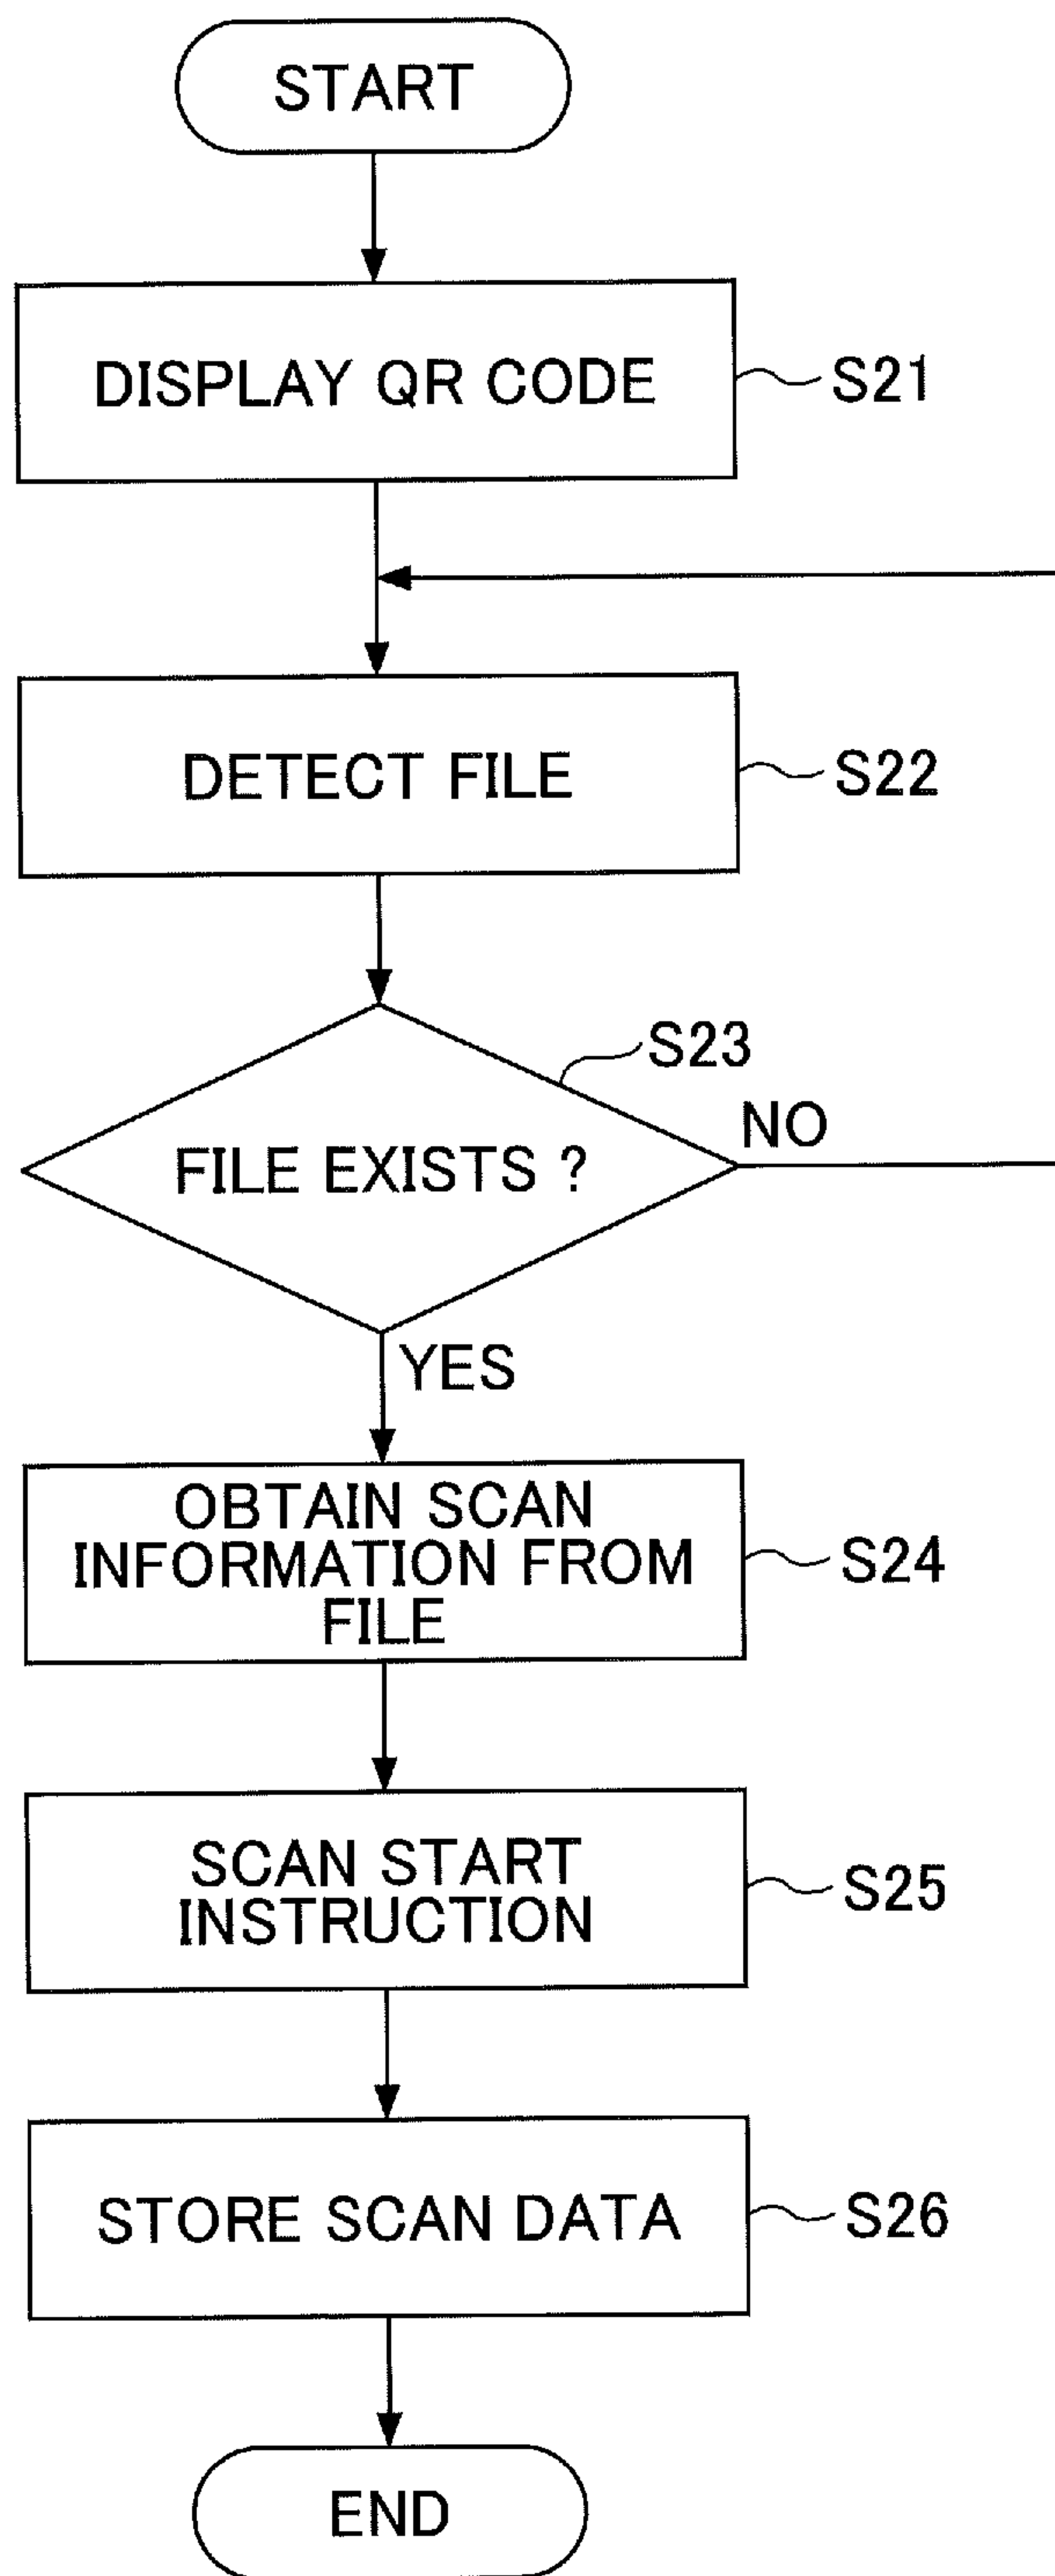 START
DISPLAY QR CODE
S21
DETECT FILE
S22
S23
FILE EXISTS ?
NO
YES
OBTAIN SCAN
INFORMATION FROM
FILE
S24
SCAN START
INSTRUCTION
S25
STORE SCAN DATA
S26
END